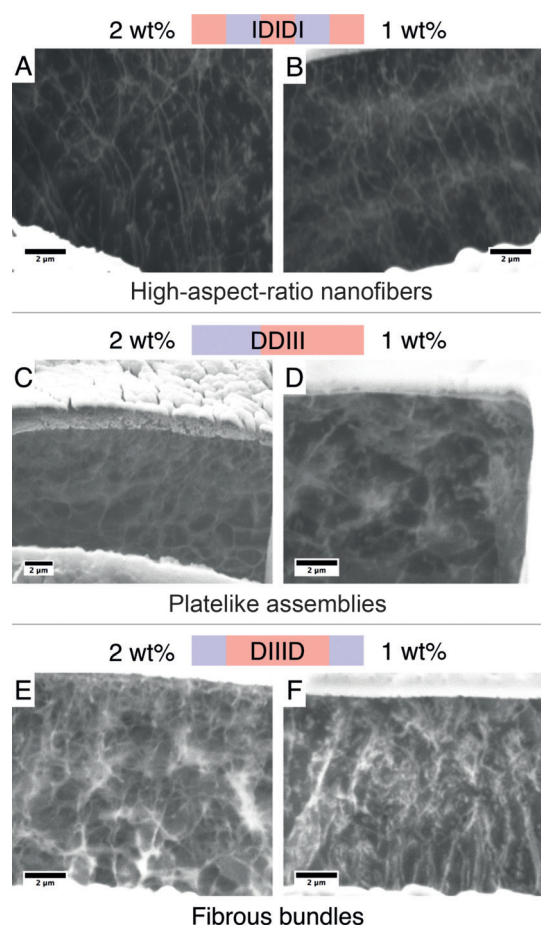 2 wt% IDIDI 1 wt%
A B
2 μm 2 μm
High-aspect-ratio nanofibers
2 wt% DDIII 1 wt%
C D
2 μm 2 μm
Platelike assemblies
2 wt% DIIID 1 wt%
E F
2 μm 2 μm
Fibrous bundles